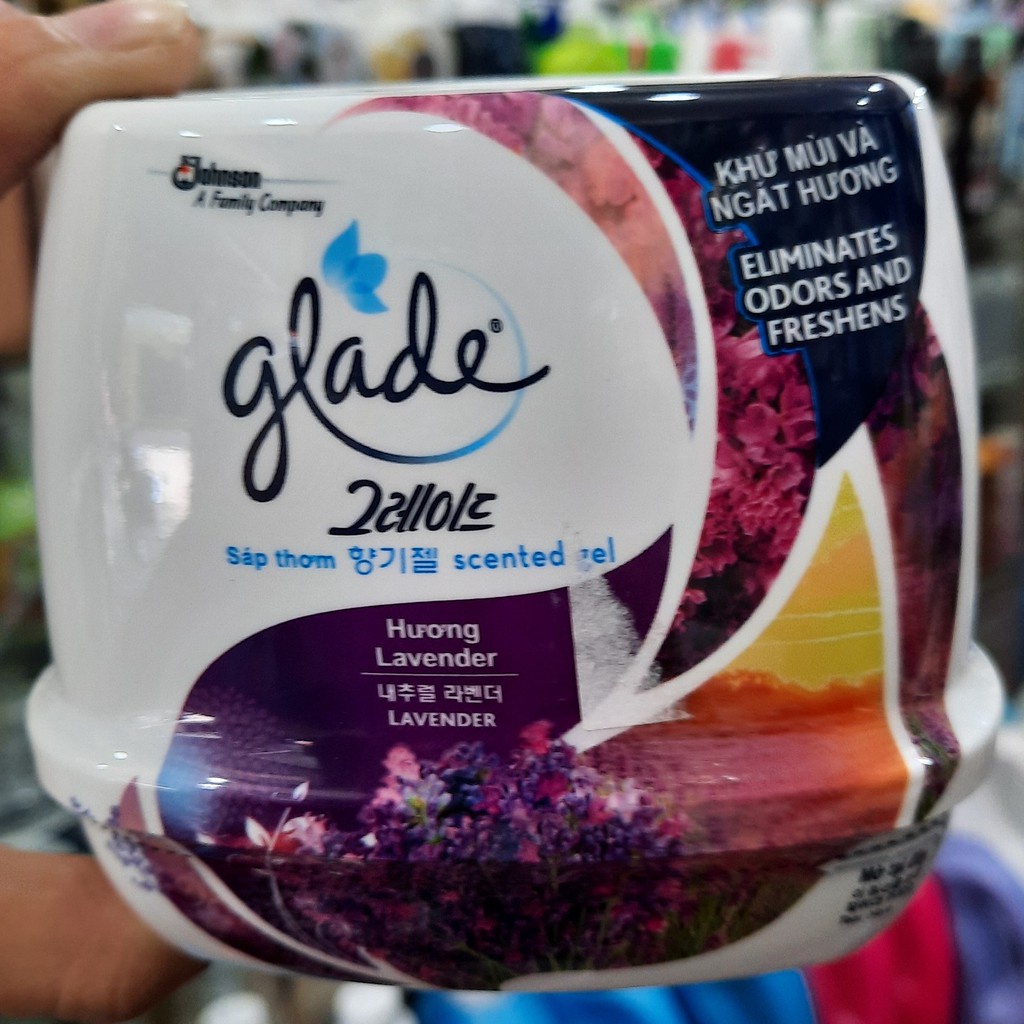 Johnson
A Family Company
KHỬ MÙI VÀ
NGÁT HƯƠNG
ELIMINATES
ODORS AND
FRESHENS
glade®
그레이드
Sáp thơm 향기젤 scented gel
Hương
Lavender
내추럴 라벤더
LAVENDER